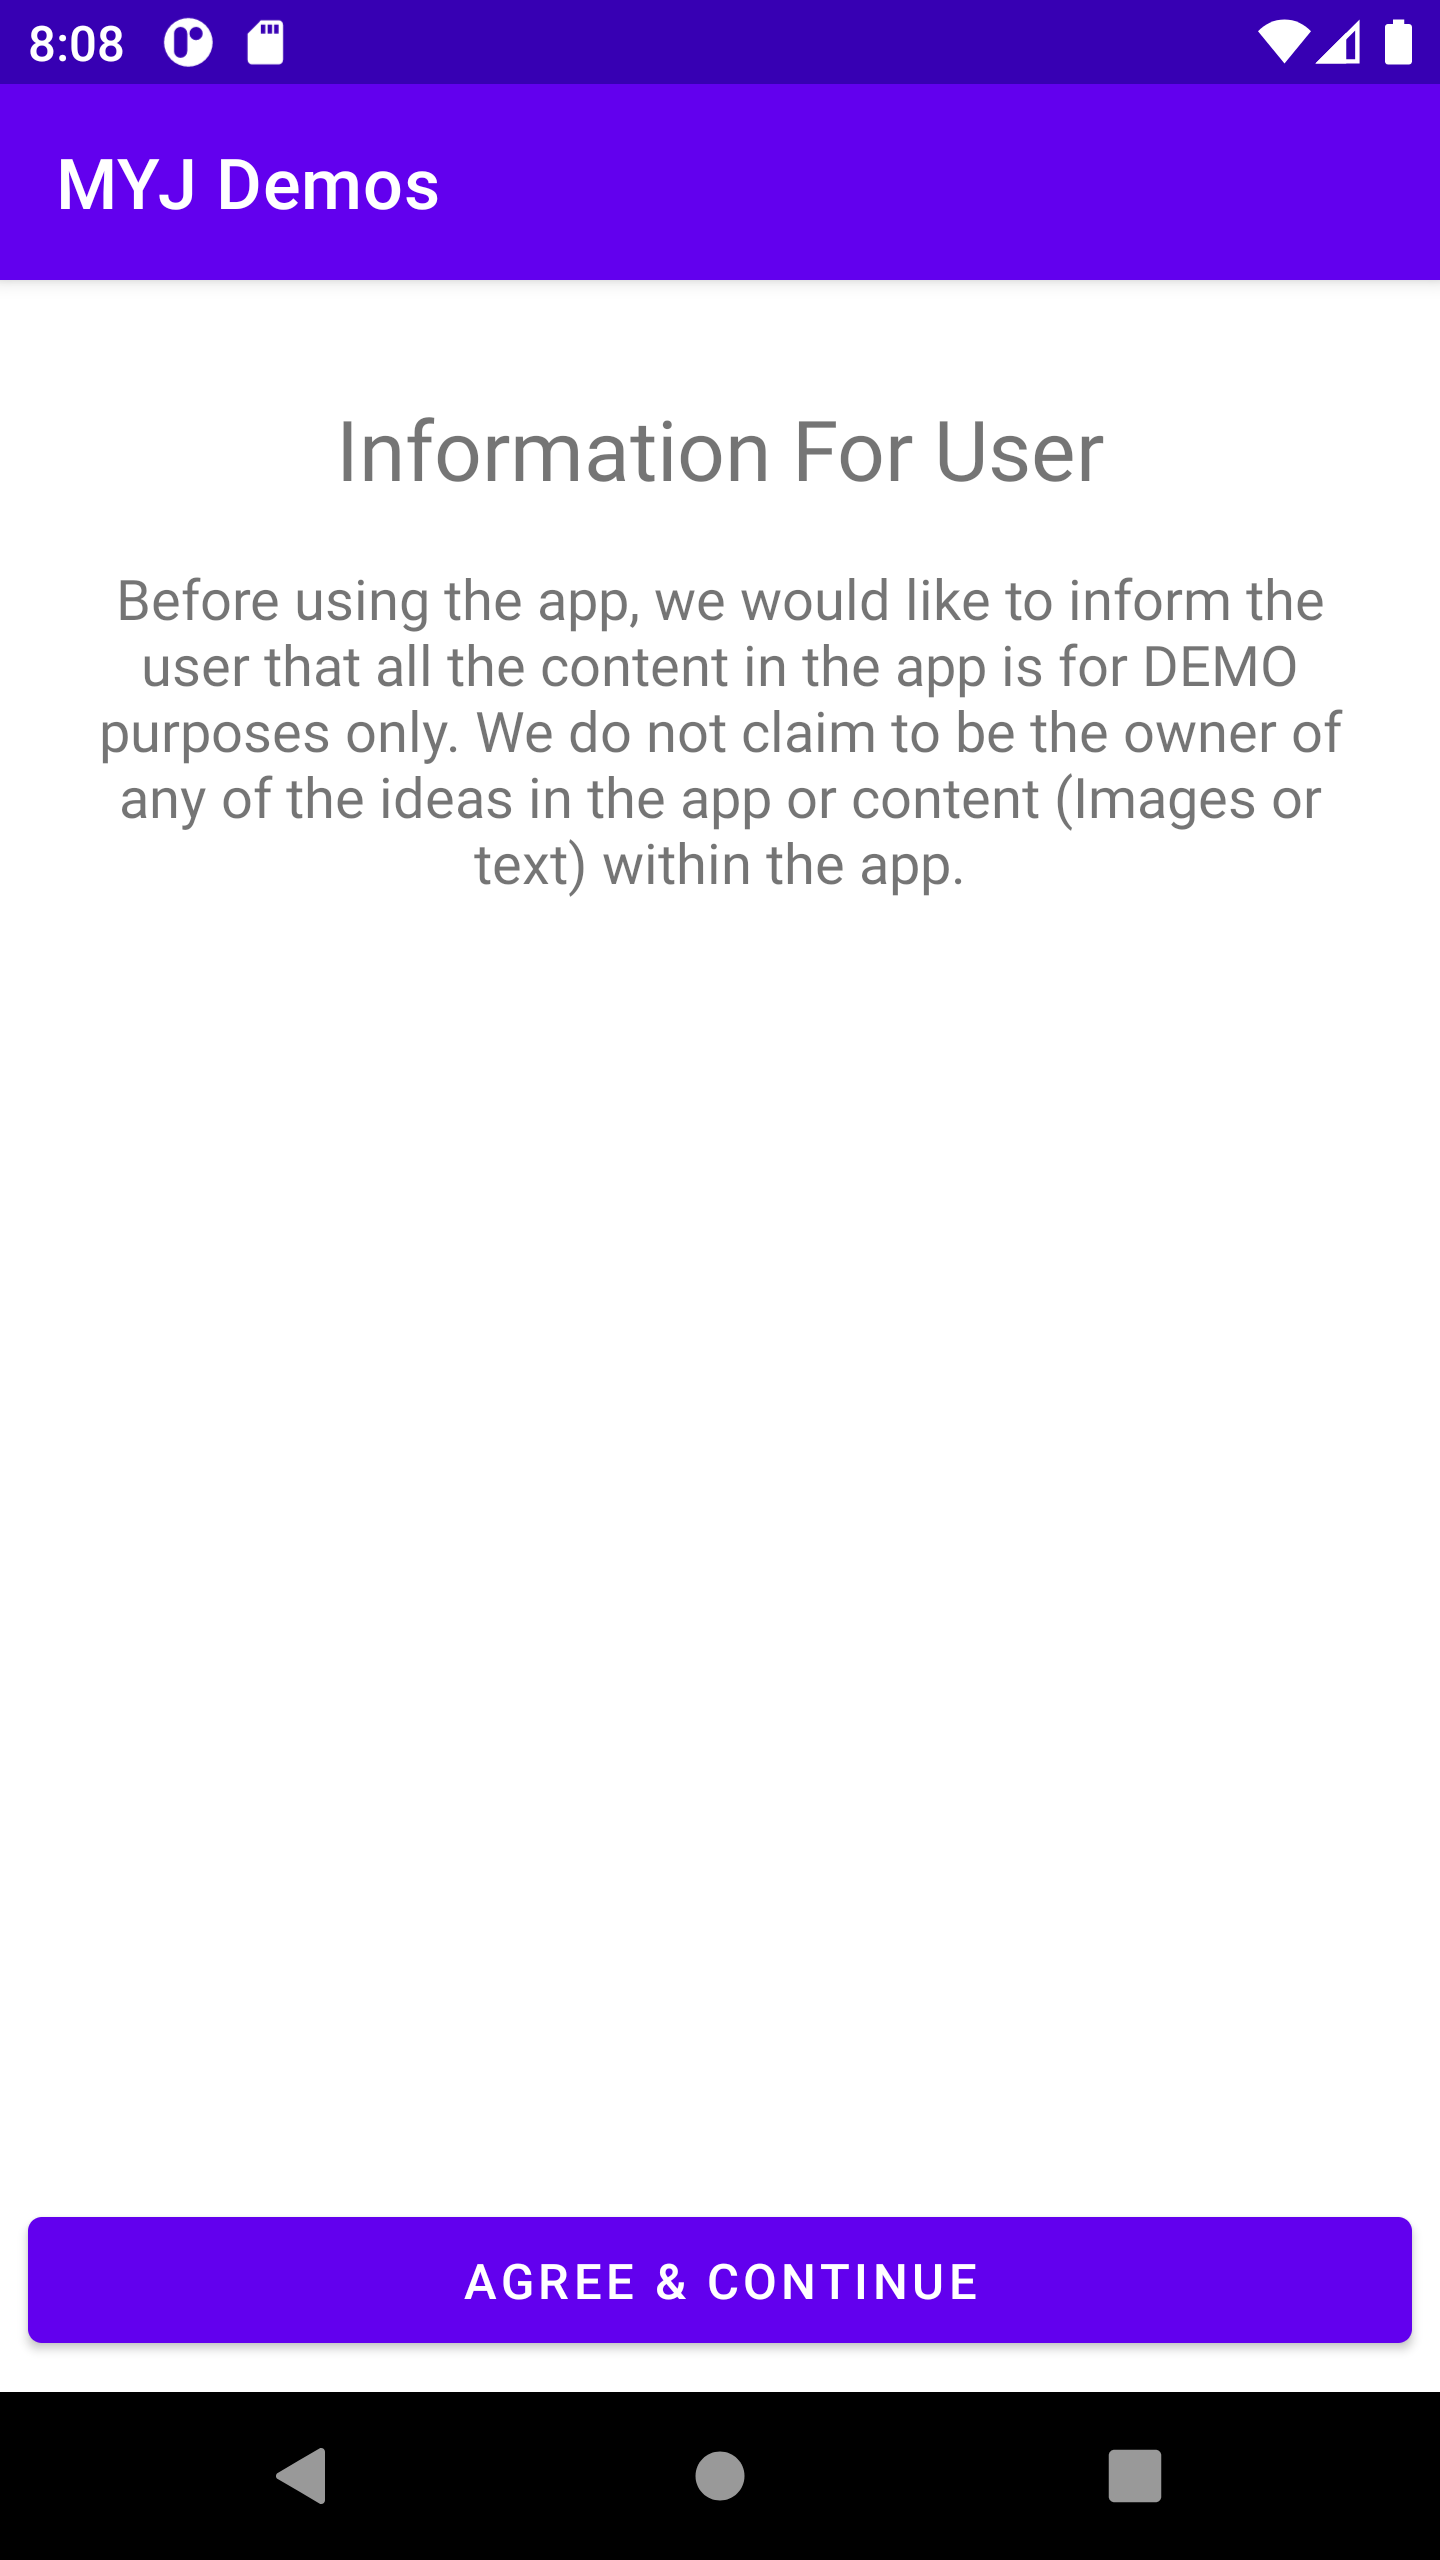 8:08
MYJ Demos
Information For User
Before using the app, we would like to inform the
user that all the content in the app is for DEMO
purposes only. We do not claim to be the owner of
any of the ideas in the app or content (Images or
text) within the app.
AGREE & CONTINUE